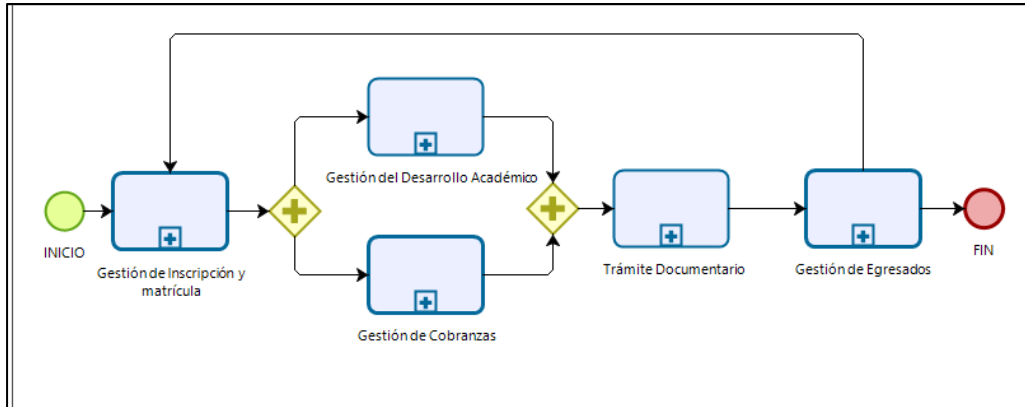 INICIO
Gestión de Inscripción y
matrícula
Gestión del Desarrollo Académico
Gestión de Cobranzas
Trámite Documentario
Gestión de Egresados
FIN